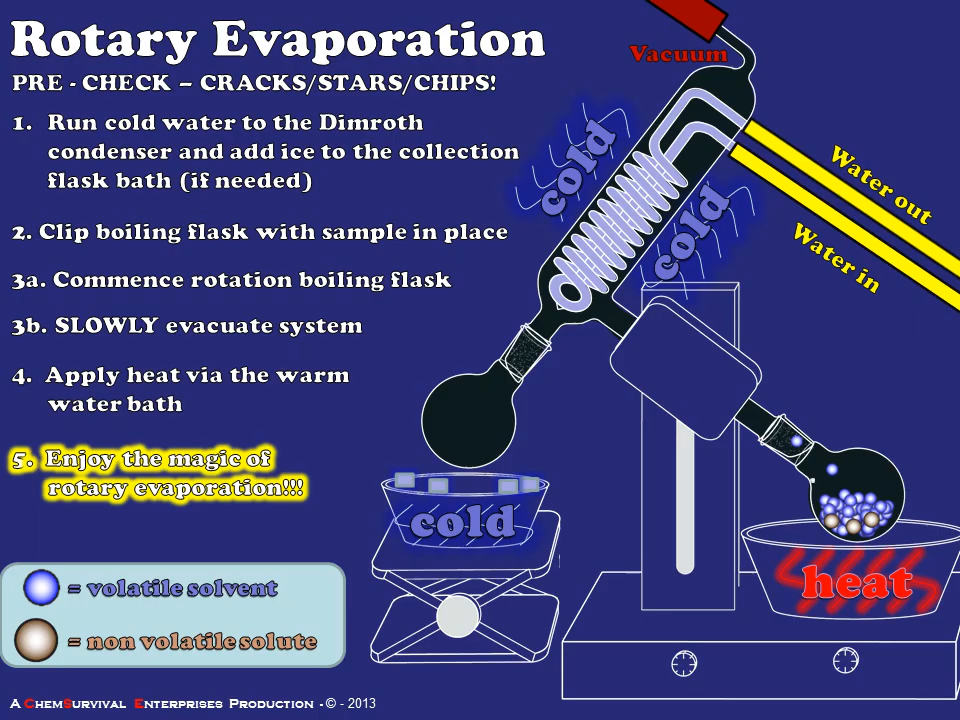 Rotary Evaporation
PRE - CHECK – CRACKS/STARS/CHIPS!
1. Run cold water to the Dimroth
condenser and add ice to the collection
flask bath (if needed)
2. Clip boiling flask with sample in place
3a. Commence rotation boiling flask
3b. SLOWLY evacuate system
4. Apply heat via the warm
water bath
5. Enjoy the magic of
rotary evaporation!!!
= volatile solvent
= non volatile solute
A ChemSurvival Enterprises Production - © - 2013
Vacuum
cold
cold
Water out
Water in
cold
heat